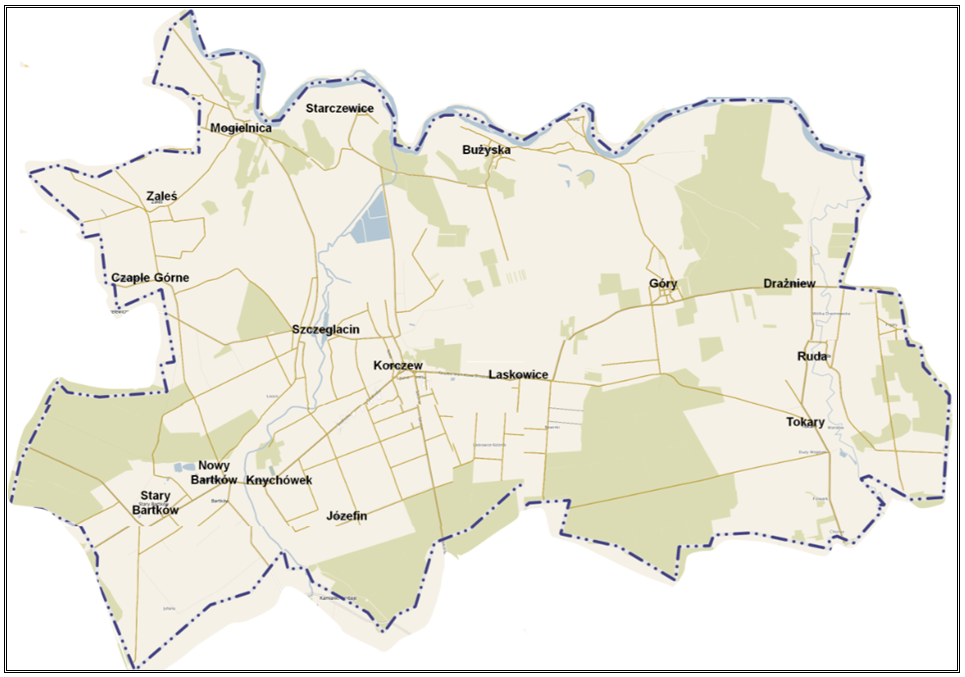 Starczewice
Mogielnica
Bużyska
Zaleś
Czaple Górne
Góry
Drażniew
Szczeglacin
Ruda
Korczew
Laskowice
Tokary
Nowy
Bartków
Knychówek
Stary
Bartków
Bartków
Józefin